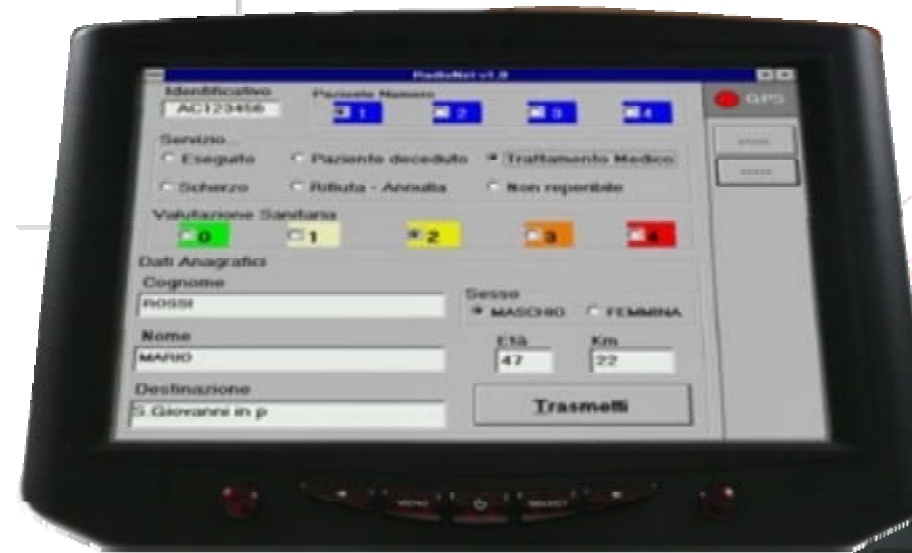 RadioNet v1.0
Identificativo
Paziente Numero
GPS
AC123456
1 2 3 4
Servizio...
Eseguito Paziente deceduto Trattamento Medico
Scherzo Rifiuta - Annulla Non reperibile
Valutazione Sanitaria
0 1 2 3 4
Dati Anagrafici
Cognome
ROSSI
Sesso
MASCHIO FEMMINA
Nome
MARIO
Età Km
47 22
Destinazione
S.Giovanni in p
Trasmetti
MENU SELECT